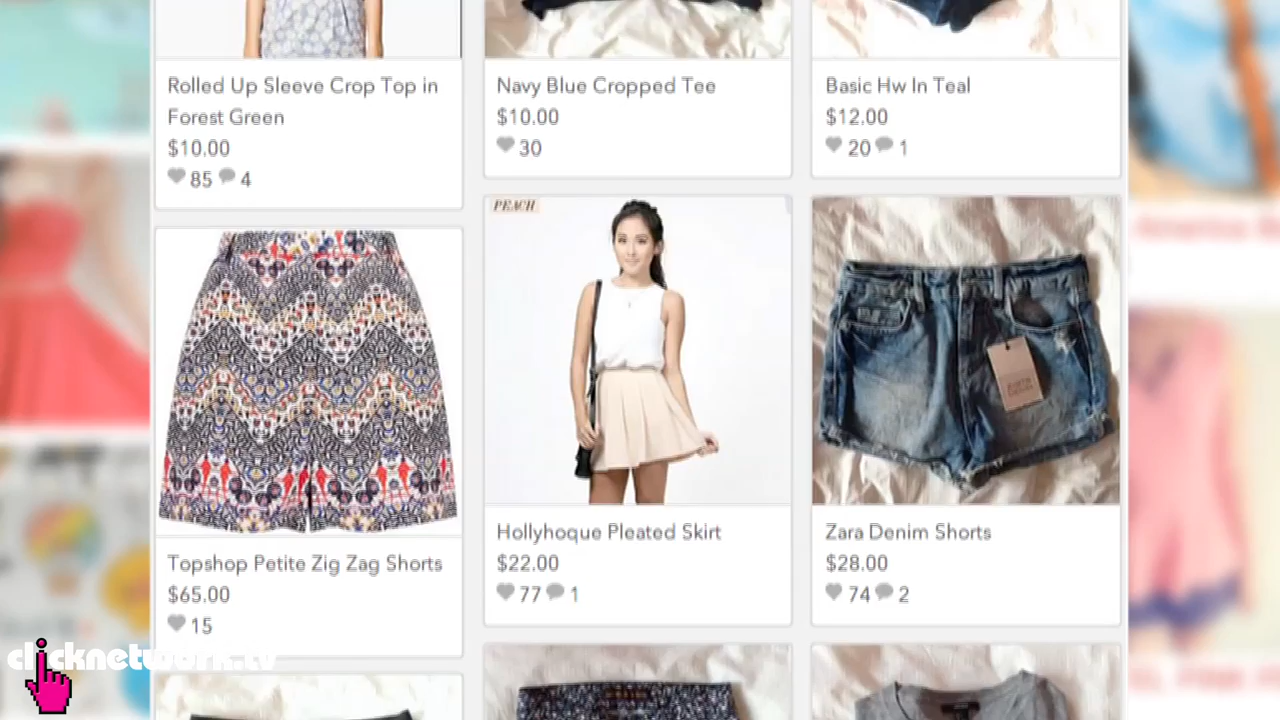 Rolled Up Sleeve Crop Top in
Forest Green
$10.00
85 4
Navy Blue Cropped Tee
$10.00
30
Basic Hw In Teal
$12.00
20 1
Topshop Petite Zig Zag Shorts
$65.00
15
PEACH
Hollyhoque Pleated Skirt
$22.00
77 1
Zara Denim Shorts
$28.00
74 2
clicknetwork.tv